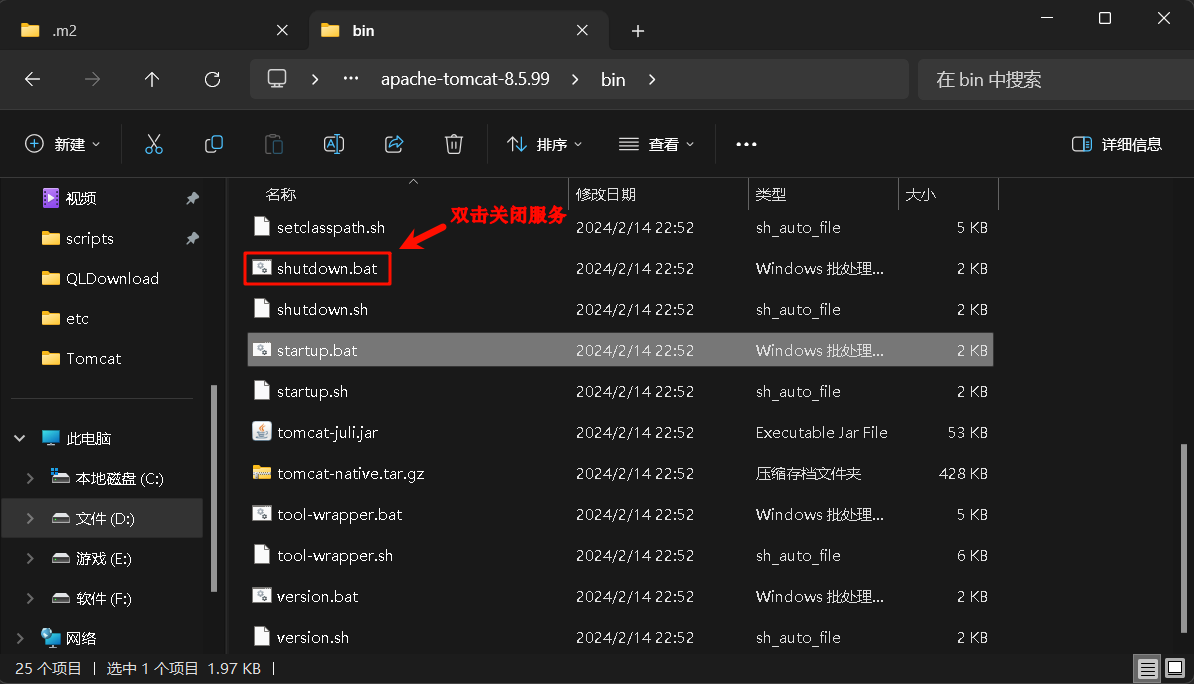 .m2
bin
apache-tomcat-8.5.99
bin
在 bin 中搜索
新建
排序
查看
详细信息
名称
修改日期
类型
大小
双击关闭服务
视频
scripts
QLDownload
etc
Tomcat
此电脑
本地磁盘 (C:)
文件 (D:)
游戏 (E:)
软件 (F:)
网络
setclasspath.sh 2024/2/14 22:52 sh_auto_file 5 KB
shutdown.bat 2024/2/14 22:52 Windows 批处理... 2 KB
shutdown.sh 2024/2/14 22:52 sh_auto_file 2 KB
startup.bat 2024/2/14 22:52 Windows 批处理... 2 KB
startup.sh 2024/2/14 22:52 sh_auto_file 2 KB
tomcat-juli.jar 2024/2/14 22:52 Executable Jar File 53 KB
tomcat-native.tar.gz 2024/2/14 22:52 压缩存档文件夹 428 KB
tool-wrapper.bat 2024/2/14 22:52 Windows 批处理... 5 KB
tool-wrapper.sh 2024/2/14 22:52 sh_auto_file 6 KB
version.bat 2024/2/14 22:52 Windows 批处理... 2 KB
version.sh 2024/2/14 22:52 sh_auto_file 2 KB
25 个项目 | 选中 1 个项目 1.97 KB |